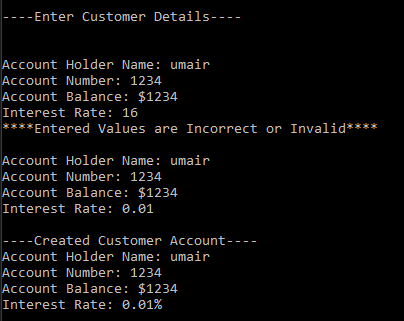 ----Enter Customer Details----
Account Holder Name: umair
Account Number: 1234
Account Balance: $1234
Interest Rate: 16
****Entered Values are Incorrect or Invalid****
Account Holder Name: umair
Account Number: 1234
Account Balance: $1234
Interest Rate: 0.01
----Created Customer Account----
Account Holder Name: umair
Account Number: 1234
Account Balance: $1234
Interest Rate: 0.01%